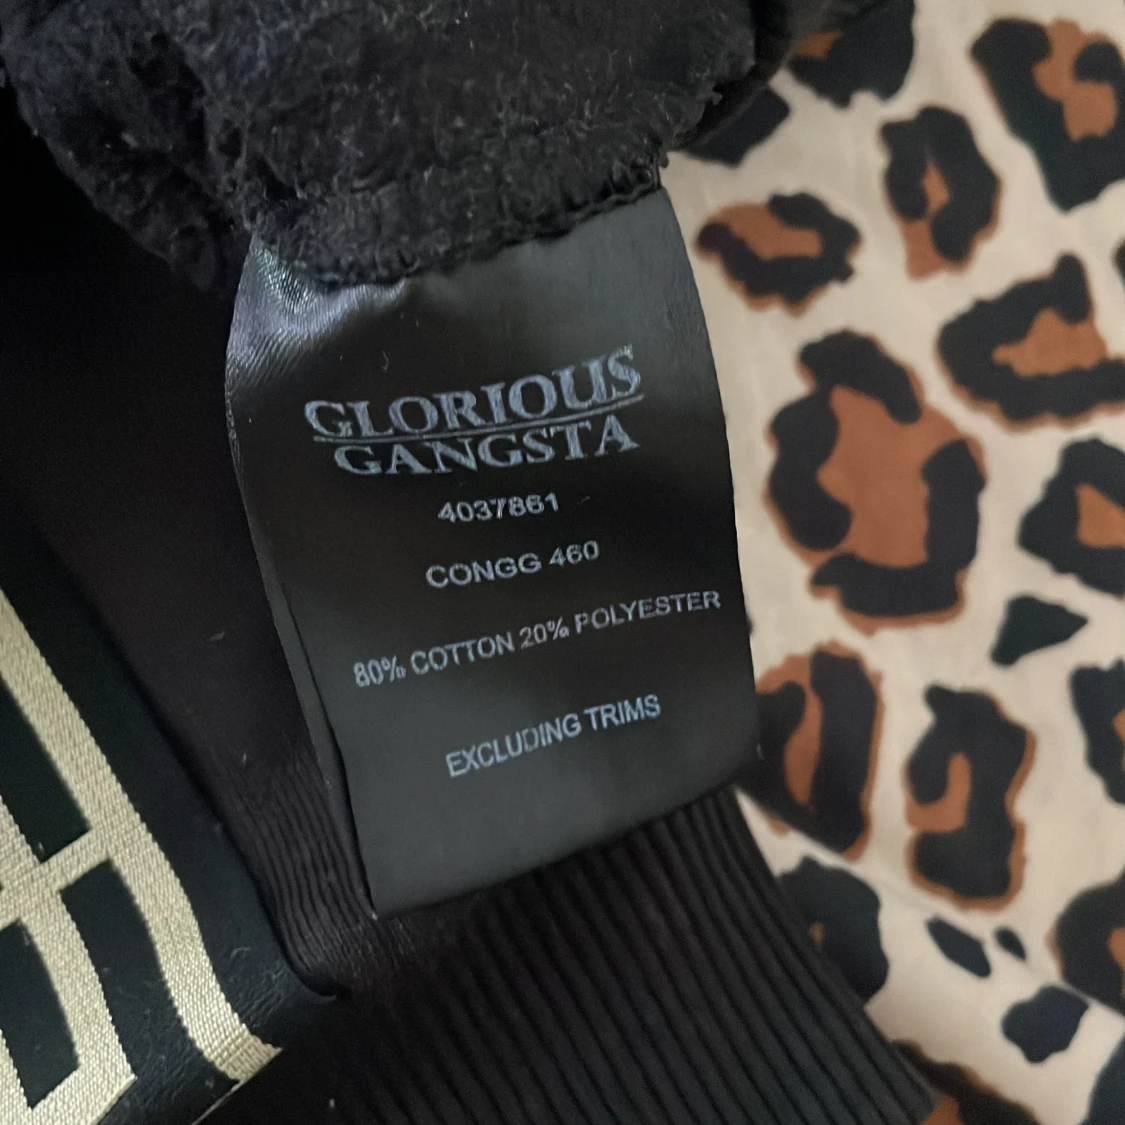 GLORIOUS
GANGSTA
4037861
CONGG 460
80% COTTON 20% POLYESTER
EXCLUDING TRIMS